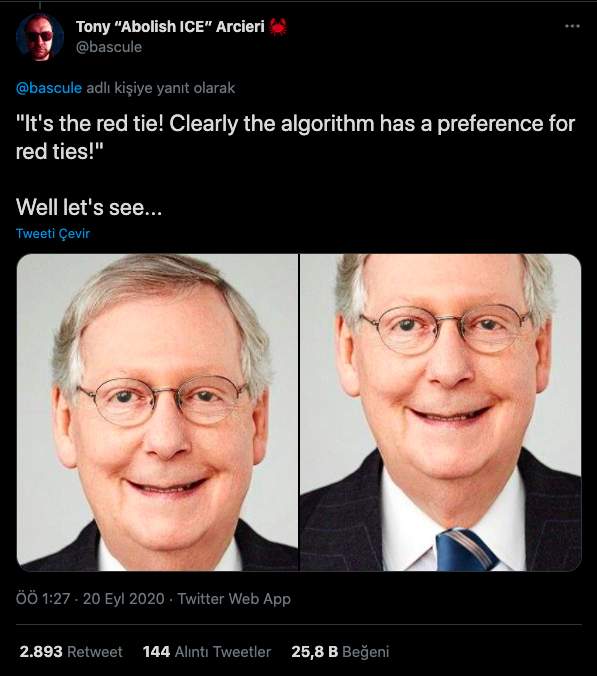 Tony “Abolish ICE” Arcieri 🦀
@bascule
@bascule adlı kişiye yanıt olarak
"It's the red tie! Clearly the algorithm has a preference for
red ties!"
Well let's see...
Tweeti Çevir
ÖÖ 1:27 · 20 Eyl 2020 · Twitter Web App
2.893 Retweet 144 Alıntı Tweetler 25,8 B Beğeni